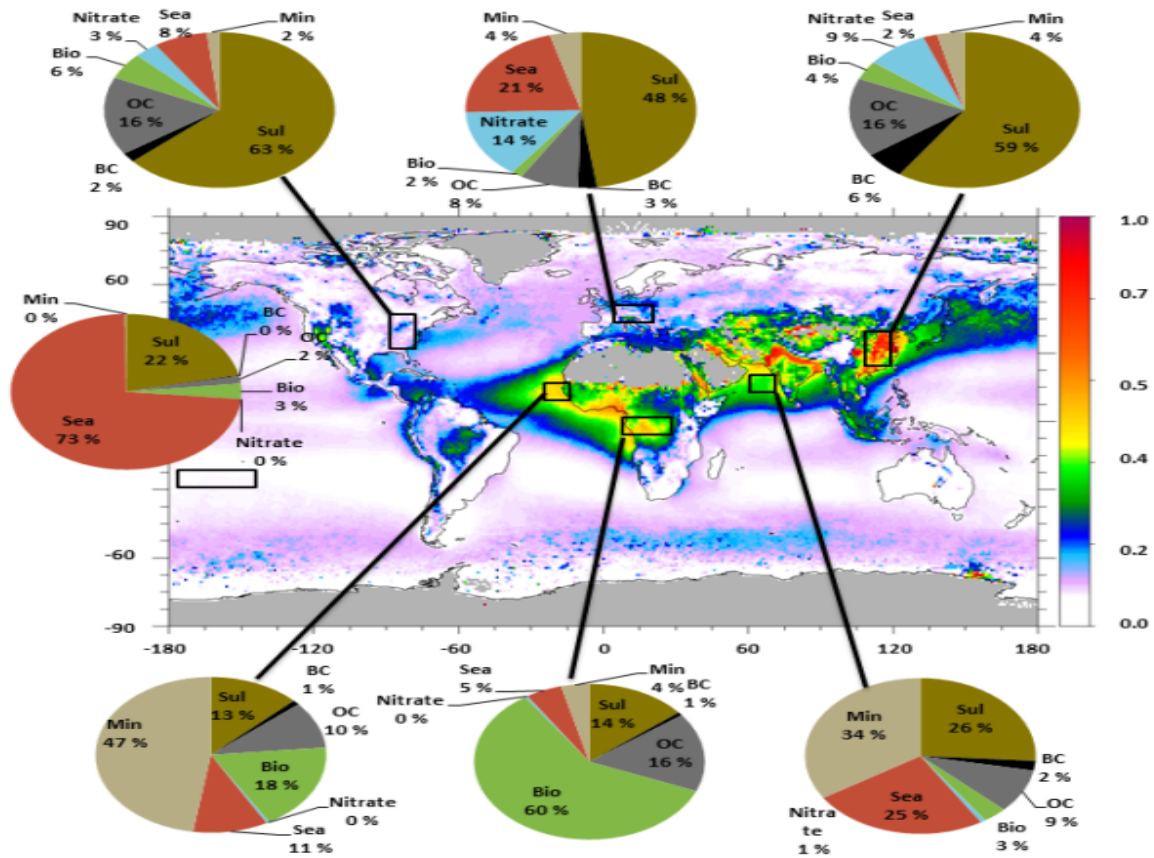 Nitrate
3 %
Sea
8 %
Min
2 %
Bio
6 %
OC
16 %
Sul
63 %
BC
2 %
Min
4 %
Sea
21 %
Sul
48 %
Nitrate
14 %
Bio
2 %
OC
8 %
BC
3 %
Nitrate
9 %
Sea
2 %
Min
4 %
Bio
4 %
OC
16 %
Sul
59 %
BC
6 %
Min
0 %
Sul
22 %
BC
0 %
OC
2 %
Bio
3 %
Sea
73 %
Nitrate
0 %
90
60
-60
-90
-180
-120
-60
0
60
120
180
1.0
0.7
0.5
0.4
0.2
0.0
Min
47 %
Sul
13 %
BC
1 %
OC
10 %
Bio
18 %
Nitrate
0 %
Sea
11 %
Sea
5 %
Min
4 %
BC
1 %
Nitrate
0 %
Sul
14 %
OC
16 %
Bio
60 %
Min
34 %
Sul
26 %
BC
2 %
OC
9 %
Sea
25 %
Nitra
te
1 %
Bio
3 %